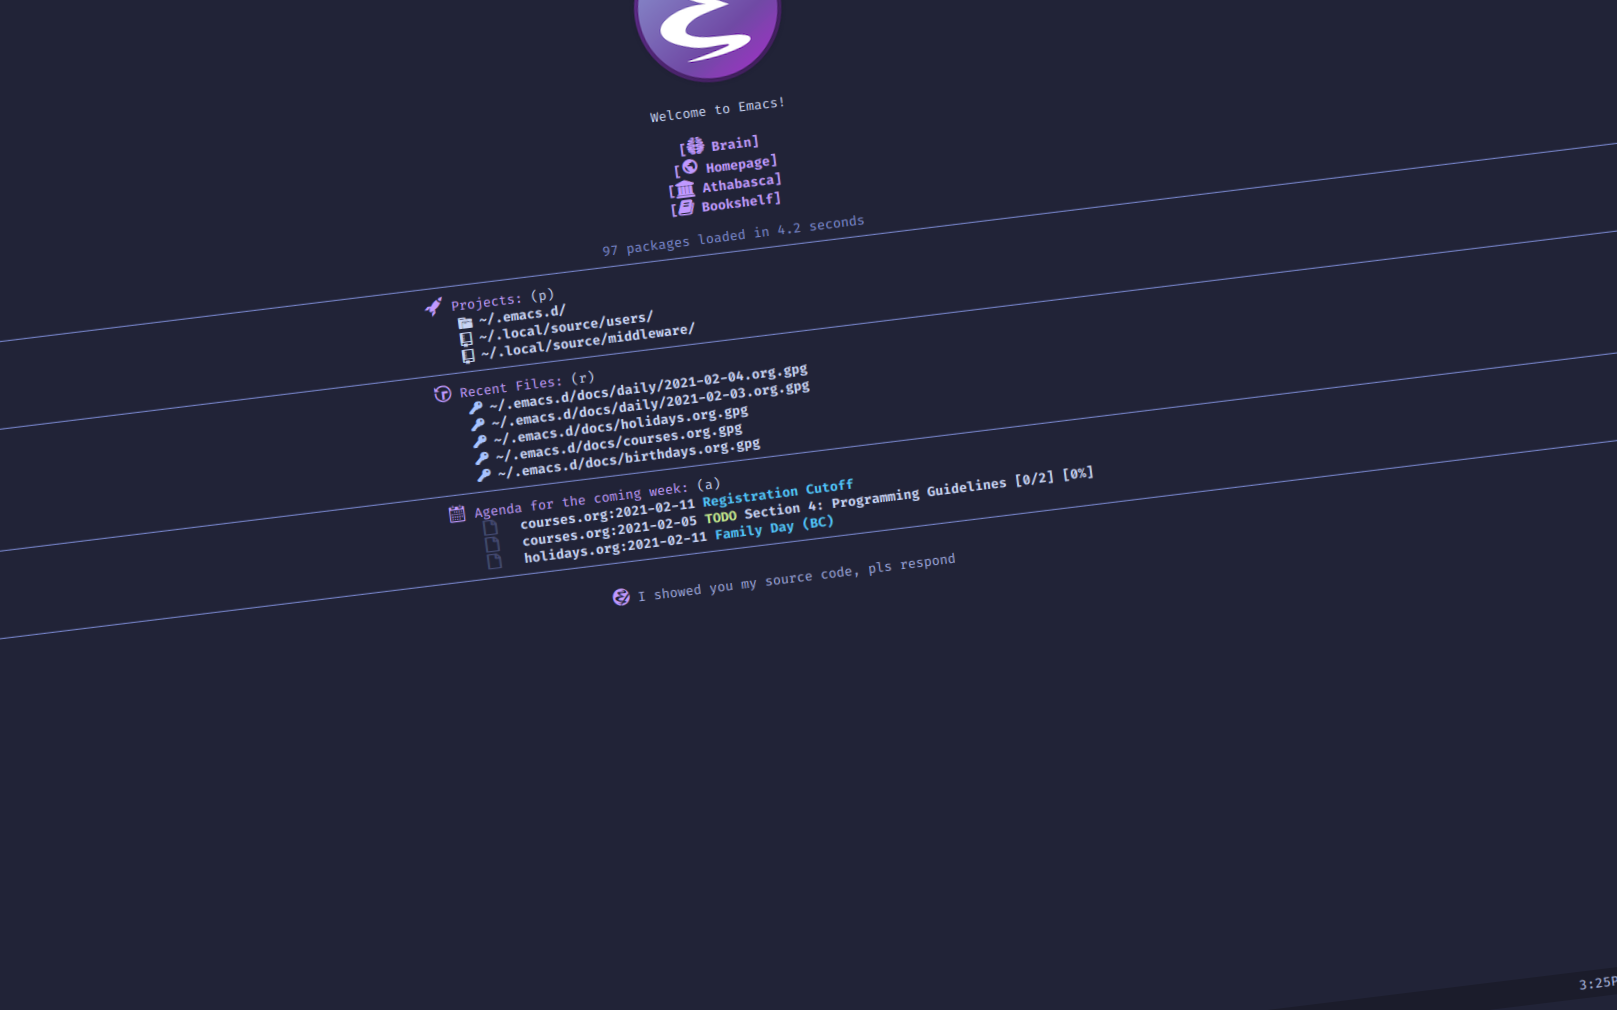 Welcome to Emacs!
[Brain]
[Homepage]
[Athabasca]
[Bookshelf]
97 packages loaded in 4.2 seconds
Projects: (p)
~/.emacs.d/
~/.local/source/users/
~/.local/source/middleware/
Recent Files: (r)
~/.emacs.d/docs/daily/2021-02-04.org.gpg
~/.emacs.d/docs/daily/2021-02-03.org.gpg
~/.emacs.d/docs/holidays.org.gpg
~/.emacs.d/docs/courses.org.gpg
~/.emacs.d/docs/birthdays.org.gpg
Agenda for the coming week: (a)
courses.org:2021-02-11 Registration Cutoff
courses.org:2021-02-05 TODO Section 4: Programming Guidelines [0/2] [0%]
holidays.org:2021-02-11 Family Day (BC)
I showed you my source code, pls respond
3:25P